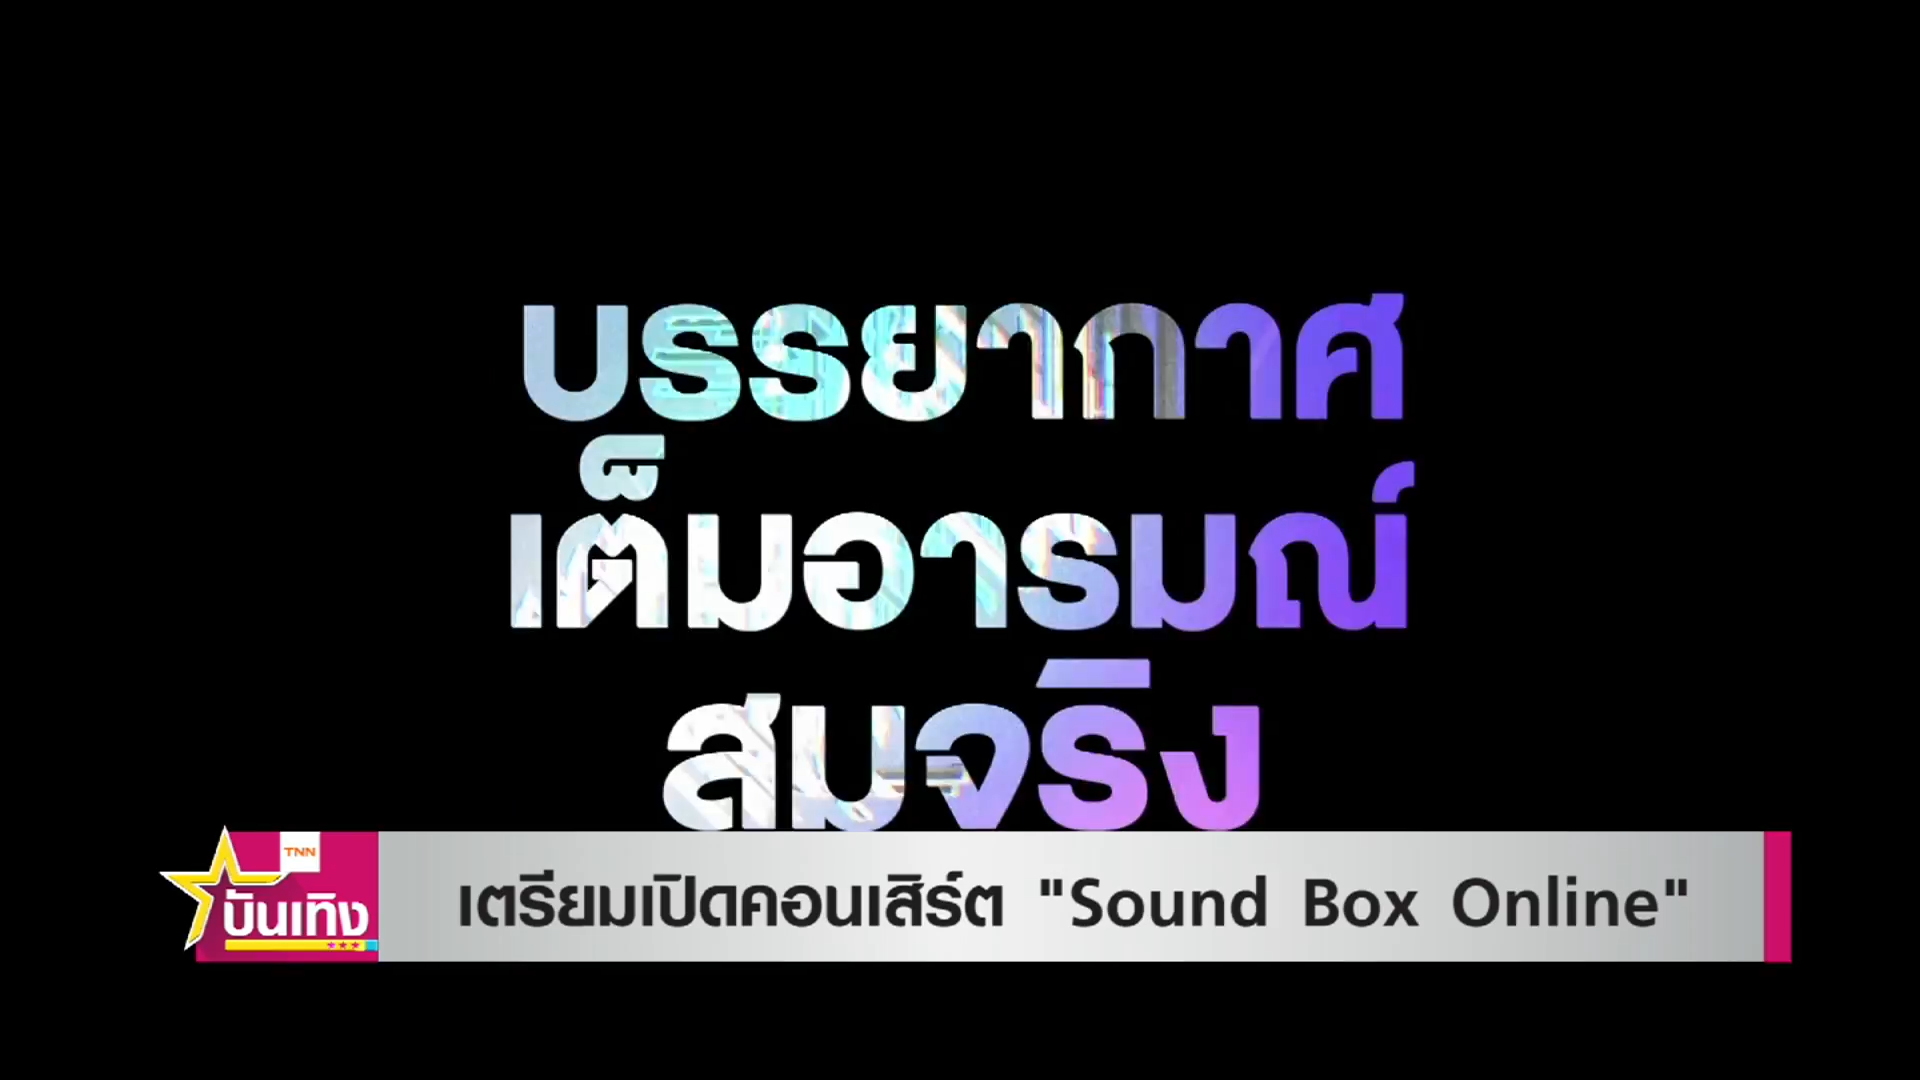 บรรยากาศ
เต็มอารมณ์
สมจริง
TNN
บันเทิง
เตรียมเปิดคอนเสิร์ต "Sound Box Online"